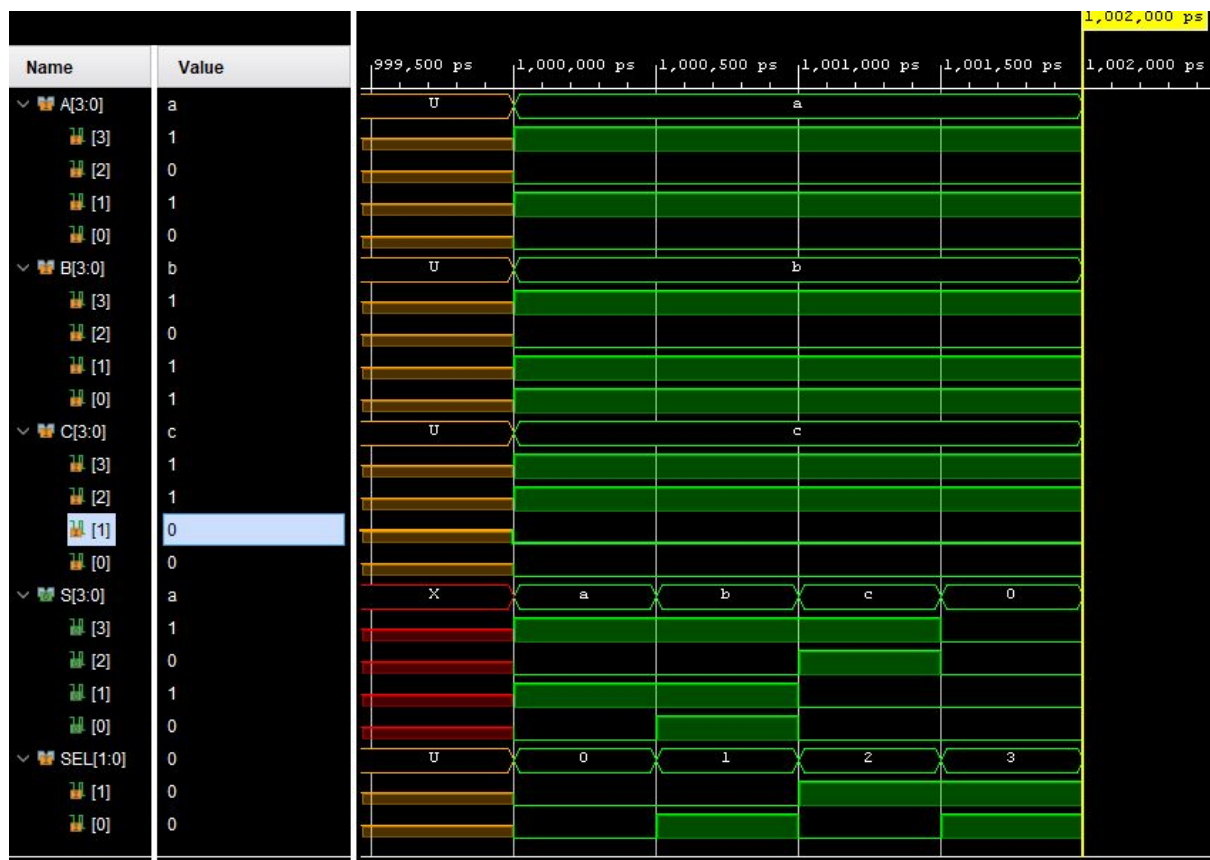 1,002,000 ps
Name Value 999,500 ps 1,000,000 ps 1,000,500 ps 1,001,000 ps 1,001,500 ps 1,002,000 ps
A[3:0] a U a
[3] 1
[2] 0
[1] 1
[0] 0
B[3:0] b U b
[3] 1
[2] 0
[1] 1
[0] 1
C[3:0] c U c
[3] 1
[2] 1
[1] 0
[0] 0
S[3:0] a X a b c 0
[3] 1
[2] 0
[1] 1
[0] 0
SEL[1:0] 0 U 0 1 2 3
[1] 0
[0] 0